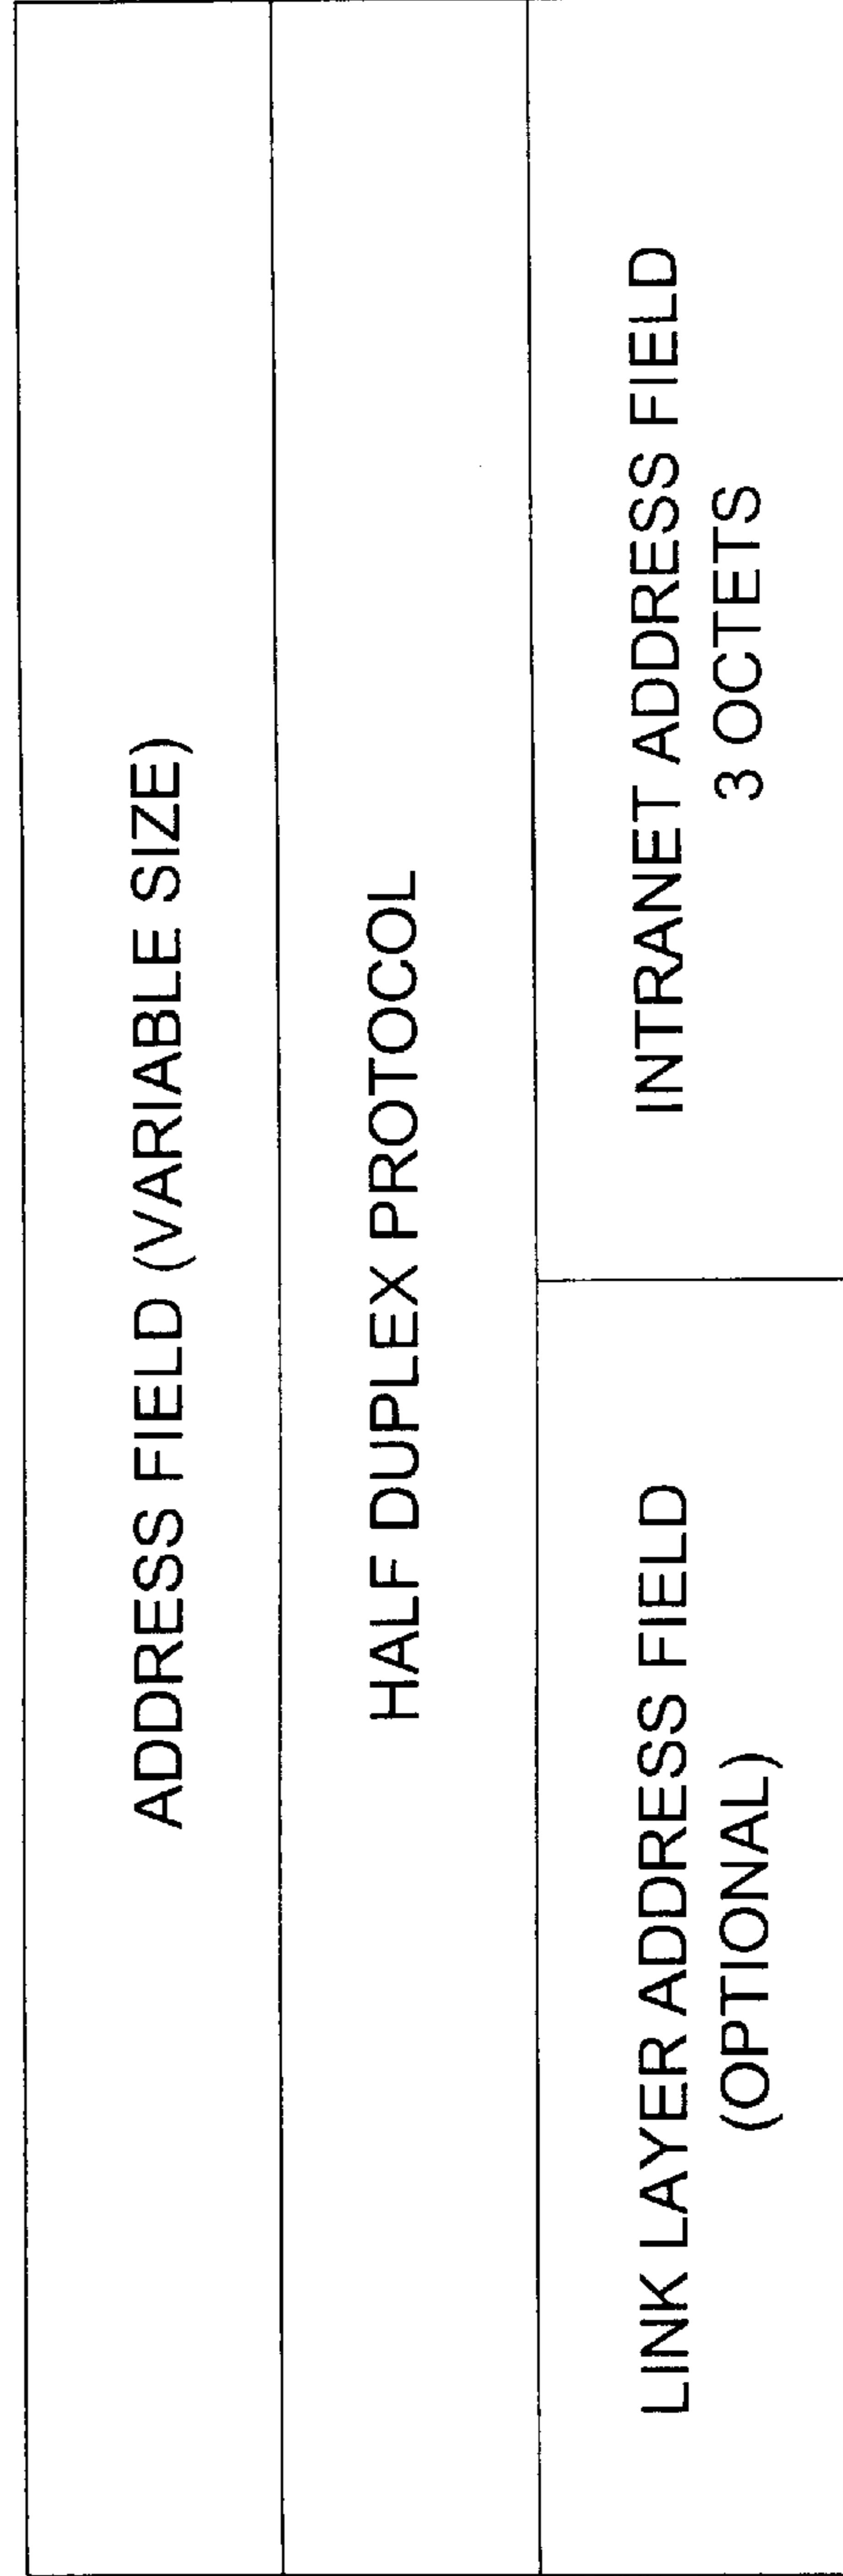 ADDRESS FIELD (VARIABLE SIZE)
HALF DUPLEX PROTOCOL
LINK LAYER ADDRESS FIELD
(OPTIONAL)
INTRANET ADDRESS FIELD
3 OCTETS